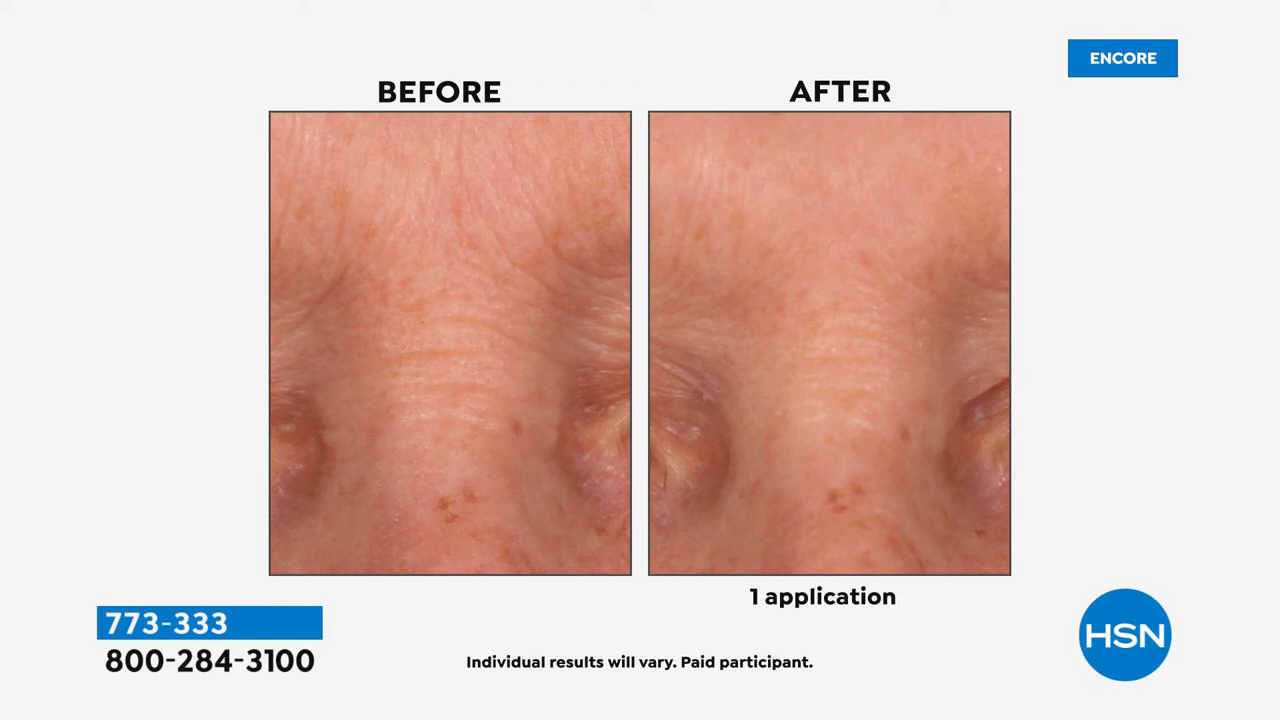 ENCORE
BEFORE
AFTER
1 application
773-333
800-284-3100
Individual results will vary. Paid participant.
HSN